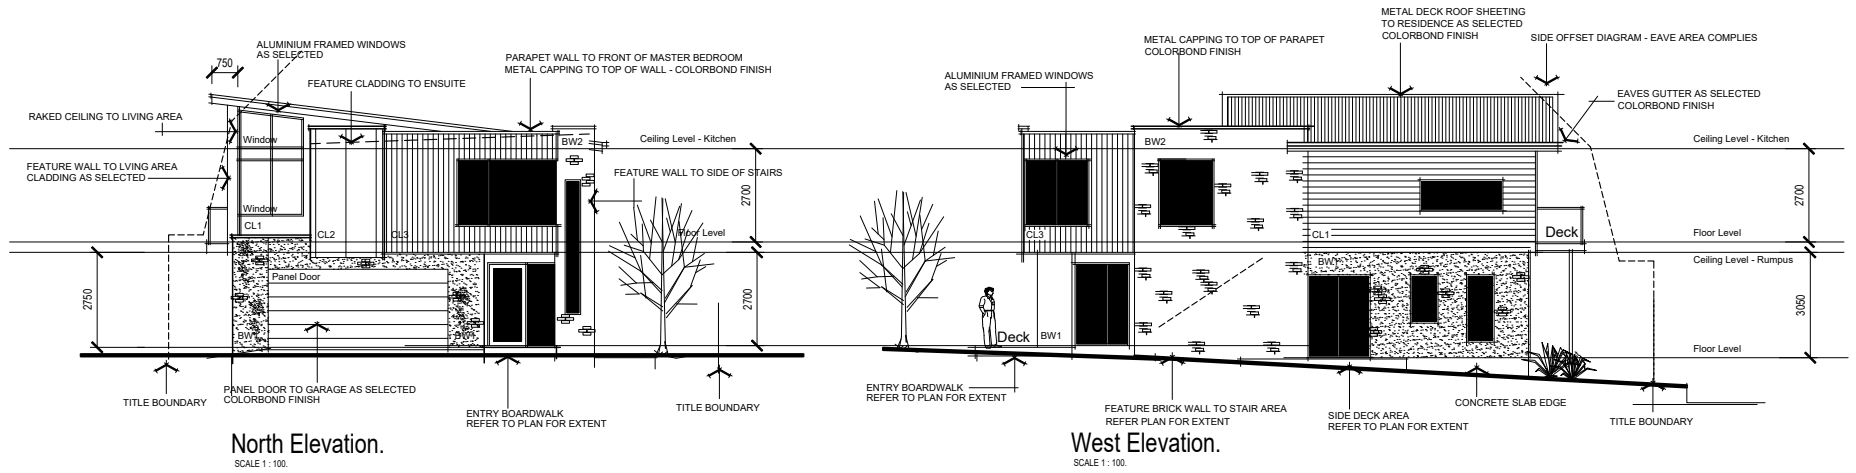 ALUMINIUM FRAMED WINDOWS
AS SELECTED
750
FEATURE CLADDING TO ENSUITE
PARAPET WALL TO FRONT OF MASTER BEDROOM
METAL CAPPING TO TOP OF WALL - COLORBOND FINISH
RAKED CEILING TO LIVING AREA
FEATURE WALL TO LVING AREA
CLADDING AS SELECTED
Window
Window
CL1
CL2
CL3
BW2
Ceiling Level - Kitchen
FEATURE WALL TO SIDE OF STAIRS
2700
Floor Level
Panel Door
2750
2700
BW
BW
PANEL DOOR TO GARAGE AS SELECTED
COLORBOND FINISH
TITLE BOUNDARY
ENTRY BOARDWALK
REFER TO PLAN FOR EXTENT
TITLE BOUNDARY
North Elevation.
SCALE 1 : 100.
METAL DECK ROOF SHEETING
TO RESIDENCE AS SELECTED
COLORBOND FINISH
METAL CAPPING TO TOP OF PARAPET
COLORBOND FINISH
SIDE OFFSET DIAGRAM - EAVE AREA COMPLIES
ALUMINIUM FRAMED WINDOWS
AS SELECTED
EAVES GUTTER AS SELECTED
COLORBOND FINISH
BW2
Ceiling Level - Kitchen
2700
CL3
CL1
Deck
Floor Level
Ceiling Level - Rumpus
BW1
3050
Deck
BW1
Floor Level
ENTRY BOARDWALK
REFER TO PLAN FOR EXTENT
FEATURE BRICK WALL TO STAIR AREA
REFER PLAN FOR EXTENT
SIDE DECK AREA
REFER TO PLAN FOR EXTENT
CONCRETE SLAB EDGE
TITLE BOUNDARY
West Elevation.
SCALE 1 : 100.